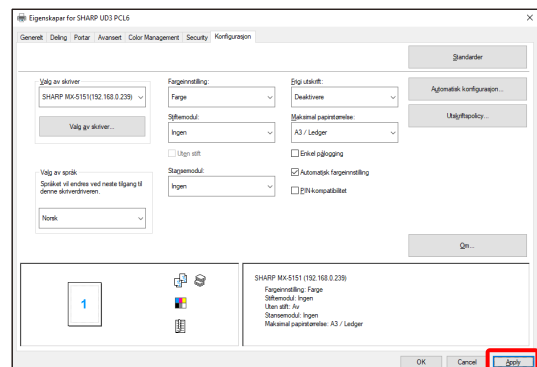 Egenskapar for SHARP UD3 PCL6
Generelt Deling Portar Avansert Color Management Security Konfigurasjon
Standarder
Valg av skriver
SHARP MX-5151(192.168.0.239)
Valg av skriver...
Fargeinnstilling:
Farge
Frigi utskrift:
Deaktivere
Automatisk konfigurasjon...
Utskriftspolicy...
Stiftemodul:
Ingen
Maksimal papirstørrelse:
A3 / Ledger
Uten stift
Enkel pålogging
Valg av språk
Språket vil endres ved neste tilgang til
denne skriverdriveren.
Norsk
Stansemodul:
Ingen
Automatisk fargeinnstilling
PIN-kompatibilitet
Om...
1
SHARP MX-5151 (192.168.0.239)
Fargeinnstilling: Farge
Stiftemodul: Ingen
Uten stift: Av
Stansemodul: Ingen
Maksimal papirstørrelse: A3 / Ledger
OK Cancel Apply